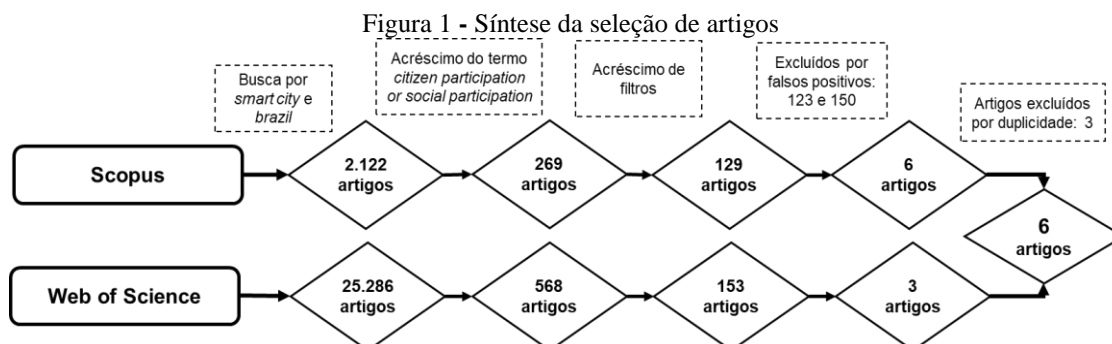 Figura 1 - Síntese da seleção de artigos
Busca por
smart city e
brazil
Acréscimo do termo
citizen participation
or social participation
Acréscimo de
filtros
Excluídos por
falsos positivos:
123 e 150
Artigos excluídos
por duplicidade: 3
Scopus
2.122
artigos
269
artigos
129
artigos
6
artigos
6
artigos
Web of Science
25.286
artigos
568
artigos
153
artigos
3
artigos